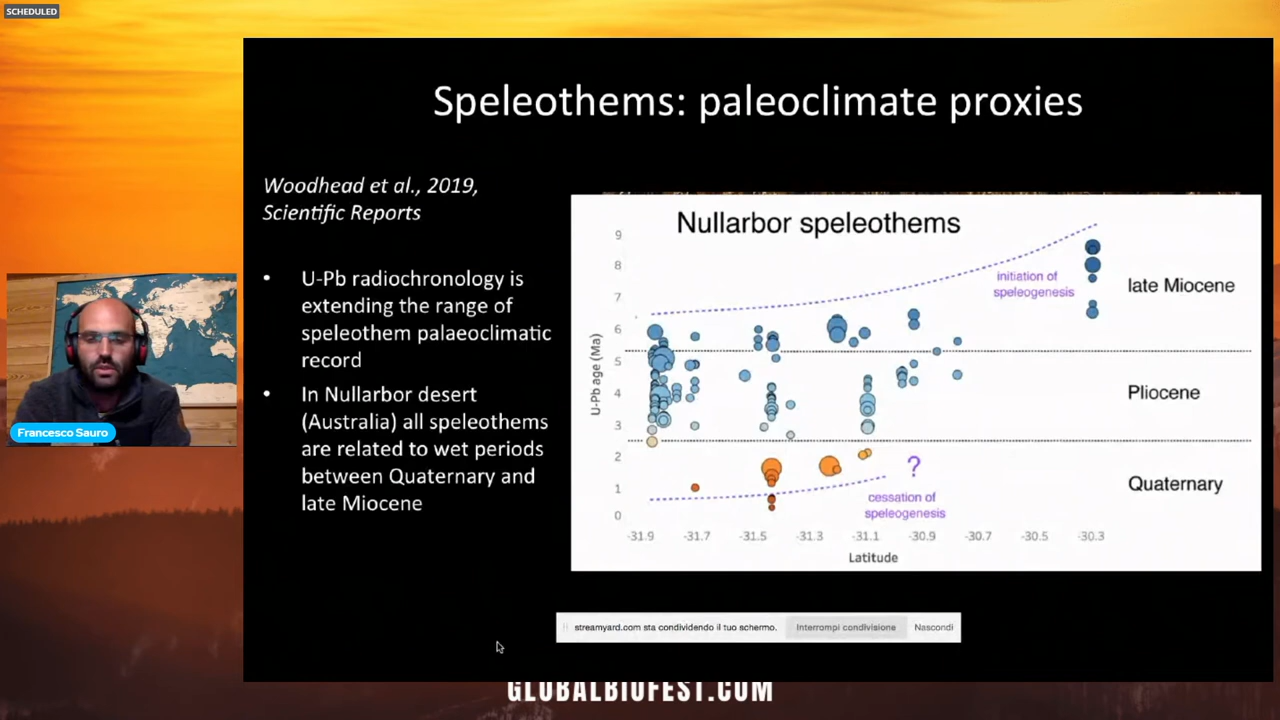 SCHEDULED
Speleothems: paleoclimate proxies
Woodhead et al., 2019,
Scientific Reports
• U-Pb radiochronology is
extending the range of
speleothem palaeoclimatic
record
• In Nullarbor desert
(Australia) all speleothems
are related to wet periods
between Quaternary and
late Miocene
Nullarbor speleothems
U-Pb age (Ma)
9
8
7
6
5
4
3
2
1
0
initiation of
speleogenesis
late Miocene
Pliocene
?
cessation of
speleogenesis
Quaternary
-31.9 -31.7 -31.5 -31.3 -31.1 -30.9 -30.7 -30.5 -30.3
Latitude
Francesco Sauro
streamyard.com sta condividendo il tuo schermo. Interrompi condivisione Nascondi
GLOBALBIOFEST.COM